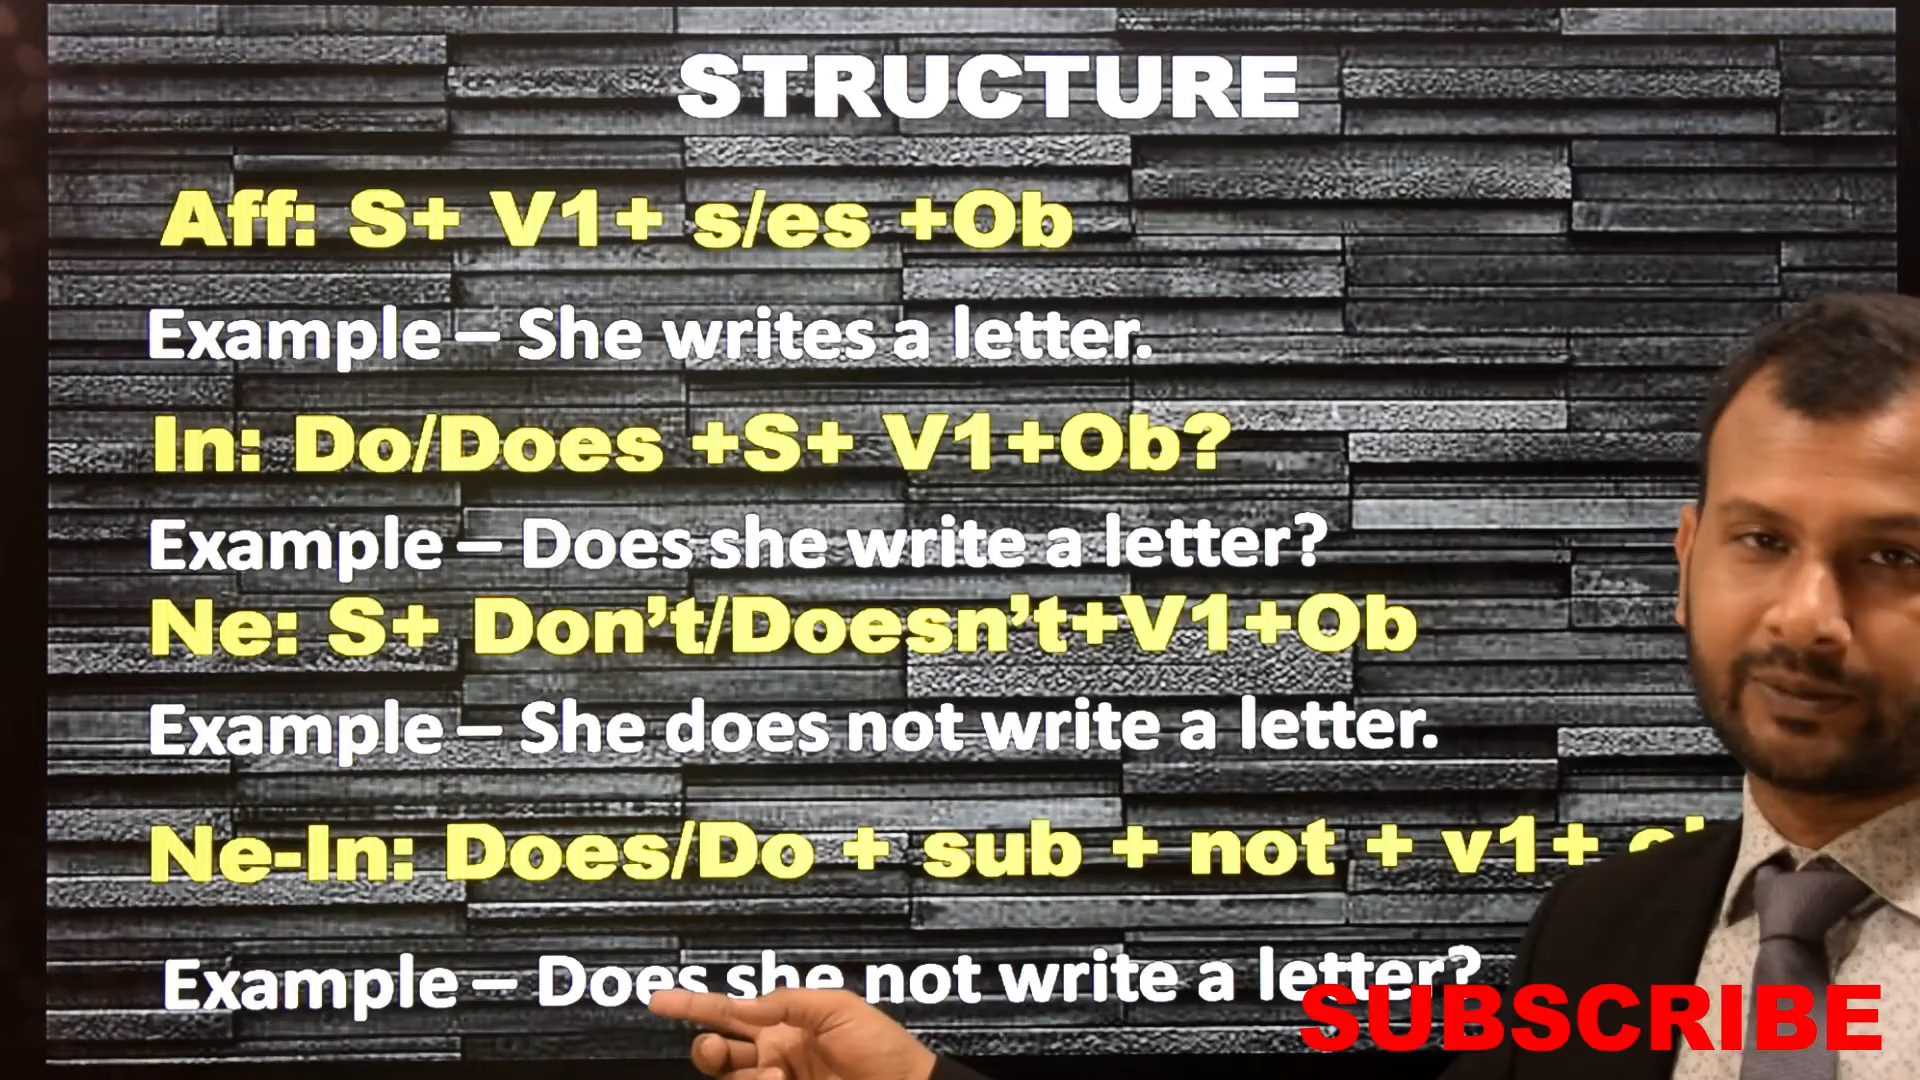 STRUCTURE
Aff: S+ V1+ s/es +Ob
Example – She writes a letter.
In: Do/Does +S+ V1+Ob?
Example – Does she write a letter?
Ne: S+ Don’t/Doesn’t+V1+Ob
Example – She does not write a letter.
Ne-In: Does/Do + sub + not + v1+
Example – Does she not write a letter?
SUBSCRIBE